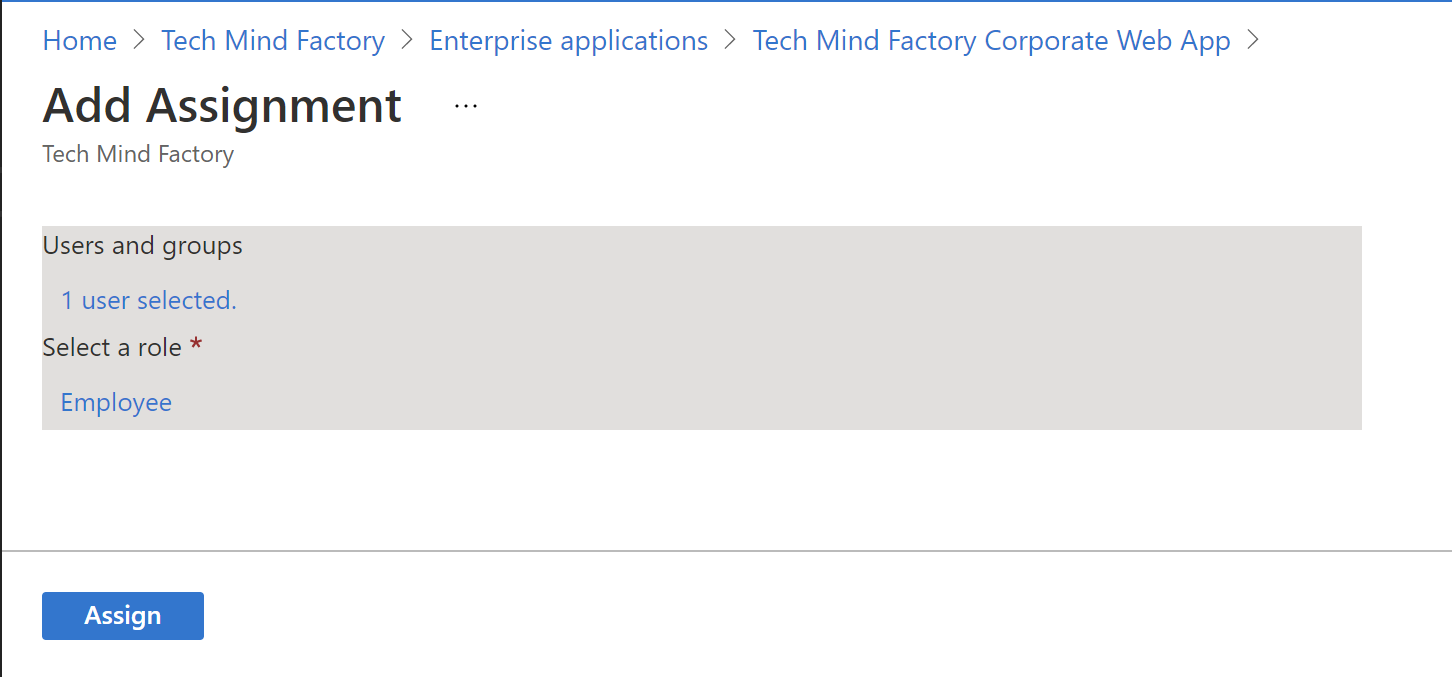 Home > Tech Mind Factory > Enterprise applications > Tech Mind Factory Corporate Web App >
Add Assignment ...
Tech Mind Factory
Users and groups
1 user selected.
Select a role *
Employee
Assign